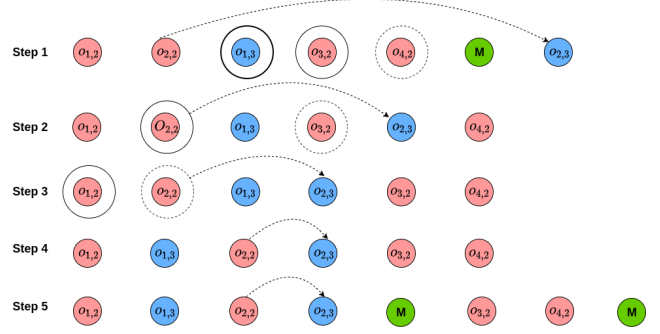 Step 1 o1,2 o2,2 o1,3 o3,2 o4,2 M o2,3
Step 2 o1,2 O2,2 o1,3 o3,2 o2,3 o4,2
Step 3 o1,2 o2,2 o1,3 o2,3 o3,2 o4,2
Step 4 o1,2 o1,3 o2,2 o2,3 o3,2 o4,2
Step 5 o1,2 o1,3 o2,2 o2,3 M o3,2 o4,2 M